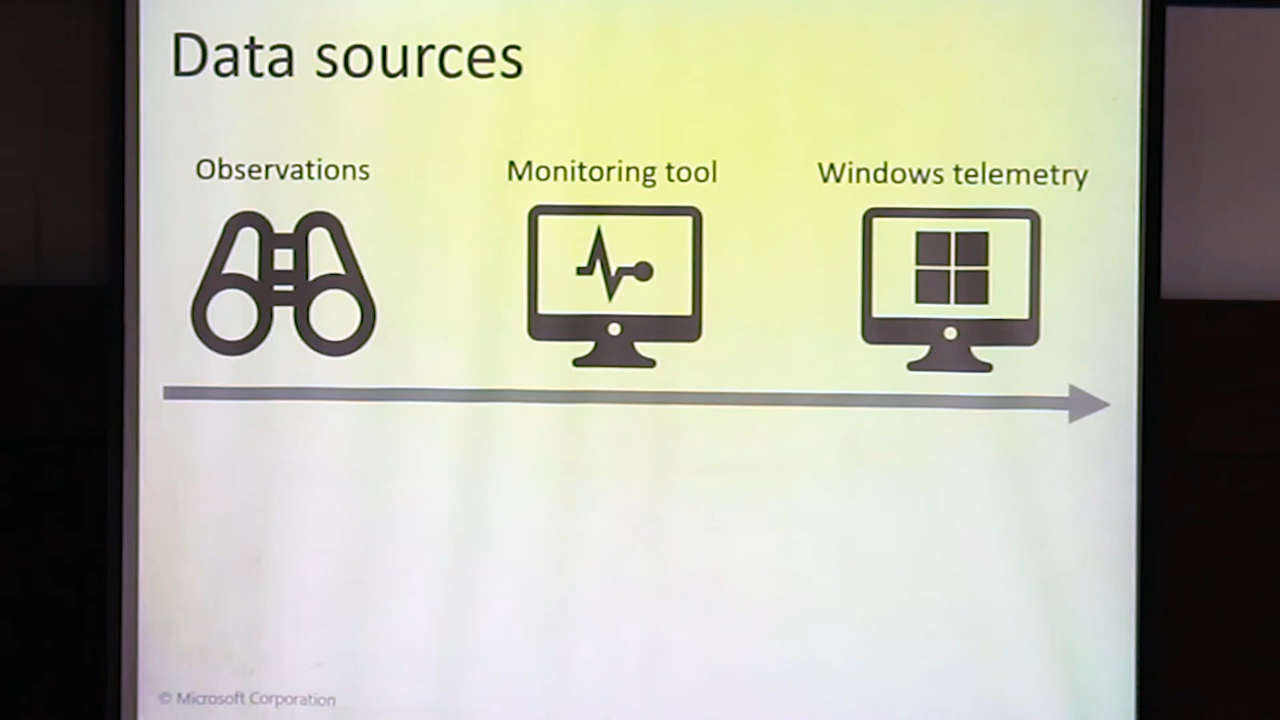 Data sources
Observations
Monitoring tool
Windows telemetry
© Microsoft Corporation